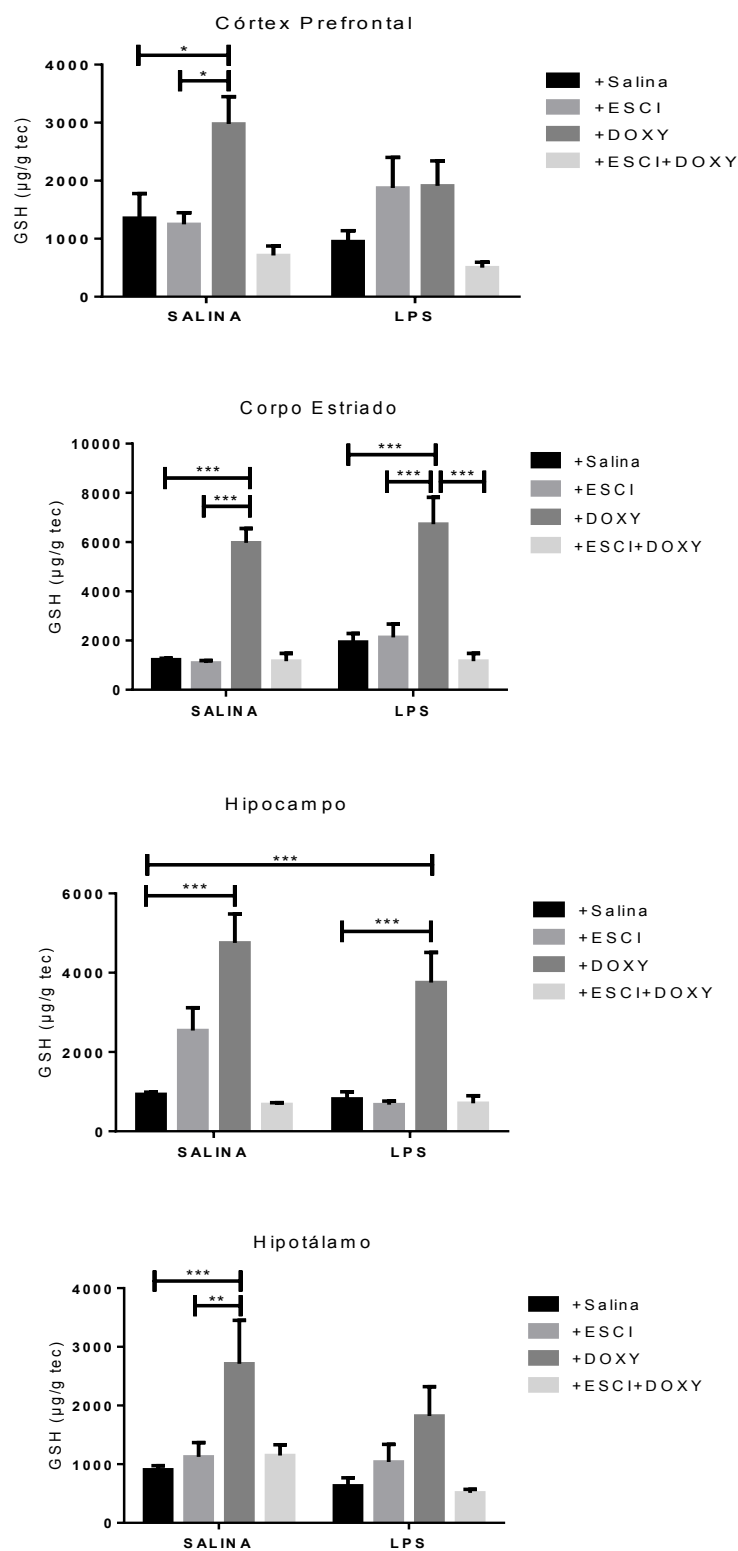 Córtex Prefrontal
*
*
GSH (µg/g tec)
4000
3000
2000
1000
0
SALINA
LPS
+Salina
+ESCI
+DOXY
+ESCI+DOXY
Corpo Estriado
***
***
***
***
***
GSH (µg/g tec)
10000
8000
6000
4000
2000
0
SALINA
LPS
+Salina
+ESCI
+DOXY
+ESCI+DOXY
Hipocampo
***
***
***
GSH (µg/g tec)
6000
4000
2000
0
SALINA
LPS
+Salina
+ESCI
+DOXY
+ESCI+DOXY
Hipotálamo
***
**
GSH (µg/g tec)
4000
3000
2000
1000
0
SALINA
LPS
+Salina
+ESCI
+DOXY
+ESCI+DOXY